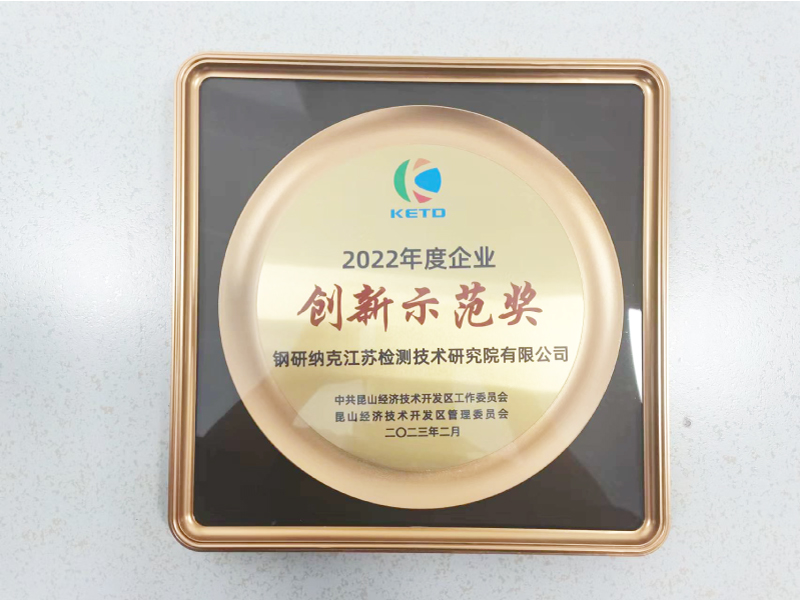 KETD
2022年度企业
创新示范奖
钢研纳克江苏检测技术研究院有限公司
中共昆山经济技术开发区工作委员会
昆山经济技术开发区管理委员会
二〇二三年二月